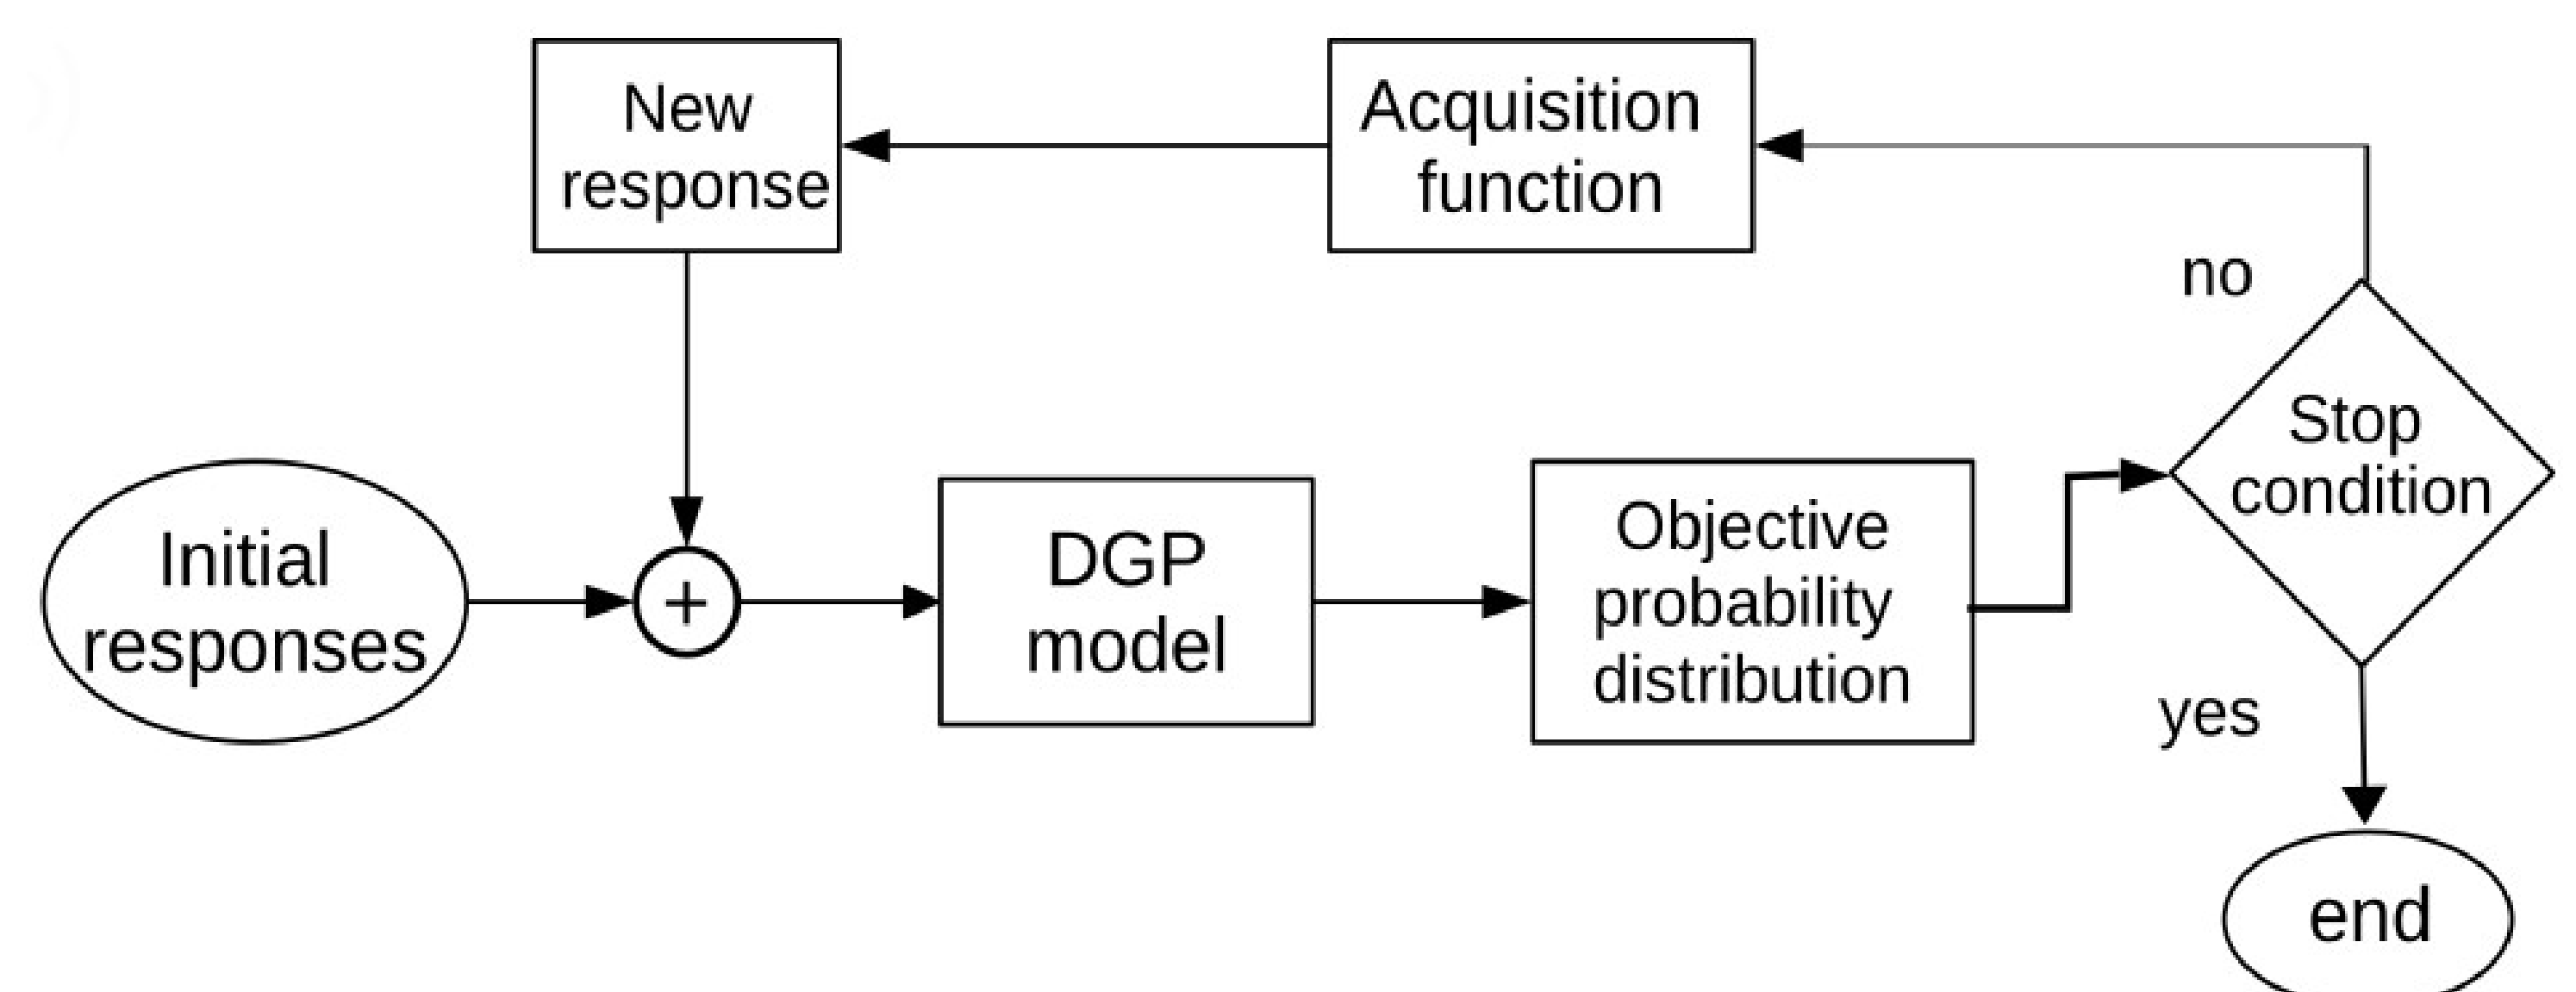 New
response
Acquisition
function
no
Stop
condition
Initial
responses
+
DGP
model
Objective
probability
distribution
yes
end